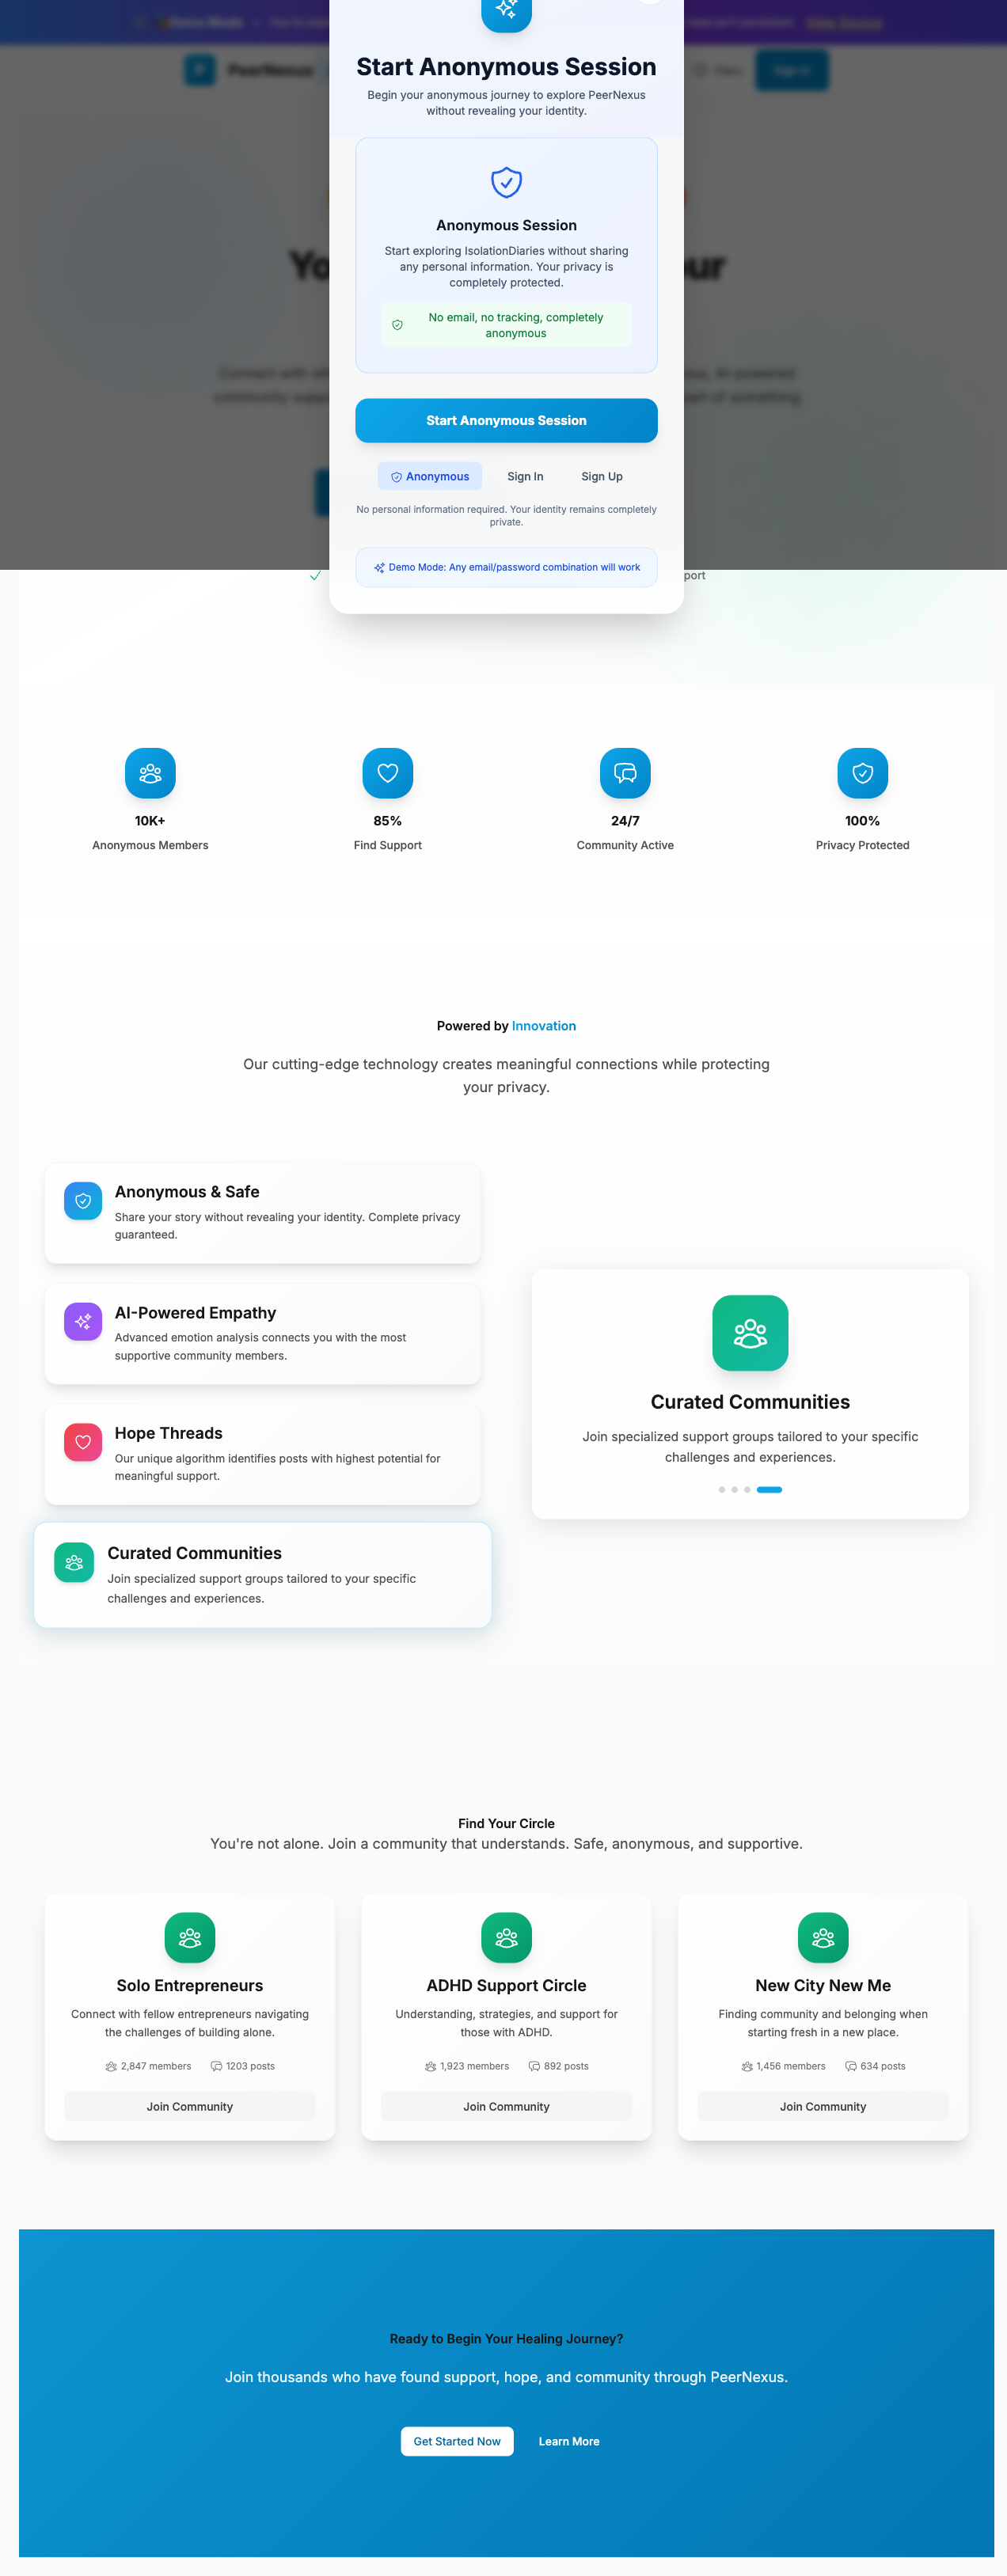 Demo Mode
View Source
P
PeerNexus
Diary
Sign In
Start Anonymous Session
Begin your anonymous journey to explore PeerNexus
without revealing your identity.
Anonymous Session
Start exploring IsolationDiaries without sharing
any personal information. Your privacy is
completely protected.
No email, no tracking, completely
anonymous
Start Anonymous Session
Anonymous
Sign In
Sign Up
No personal information required. Your identity remains completely
private.
Demo Mode: Any email/password combination will work
port
10K+
Anonymous Members
85%
Find Support
24/7
Community Active
100%
Privacy Protected
Powered by Innovation
Our cutting-edge technology creates meaningful connections while protecting
your privacy.
Anonymous & Safe
Share your story without revealing your identity. Complete privacy
guaranteed.
AI-Powered Empathy
Advanced emotion analysis connects you with the most
supportive community members.
Hope Threads
Our unique algorithm identifies posts with highest potential for
meaningful support.
Curated Communities
Join specialized support groups tailored to your specific
challenges and experiences.
Curated Communities
Join specialized support groups tailored to your specific
challenges and experiences.
Find Your Circle
You're not alone. Join a community that understands. Safe, anonymous, and supportive.
Solo Entrepreneurs
Connect with fellow entrepreneurs navigating
the challenges of building alone.
2,847 members
1203 posts
Join Community
ADHD Support Circle
Understanding, strategies, and support for
those with ADHD.
1,923 members
892 posts
Join Community
New City New Me
Finding community and belonging when
starting fresh in a new place.
1,456 members
634 posts
Join Community
Ready to Begin Your Healing Journey?
Join thousands who have found support, hope, and community through PeerNexus.
Get Started Now
Learn More